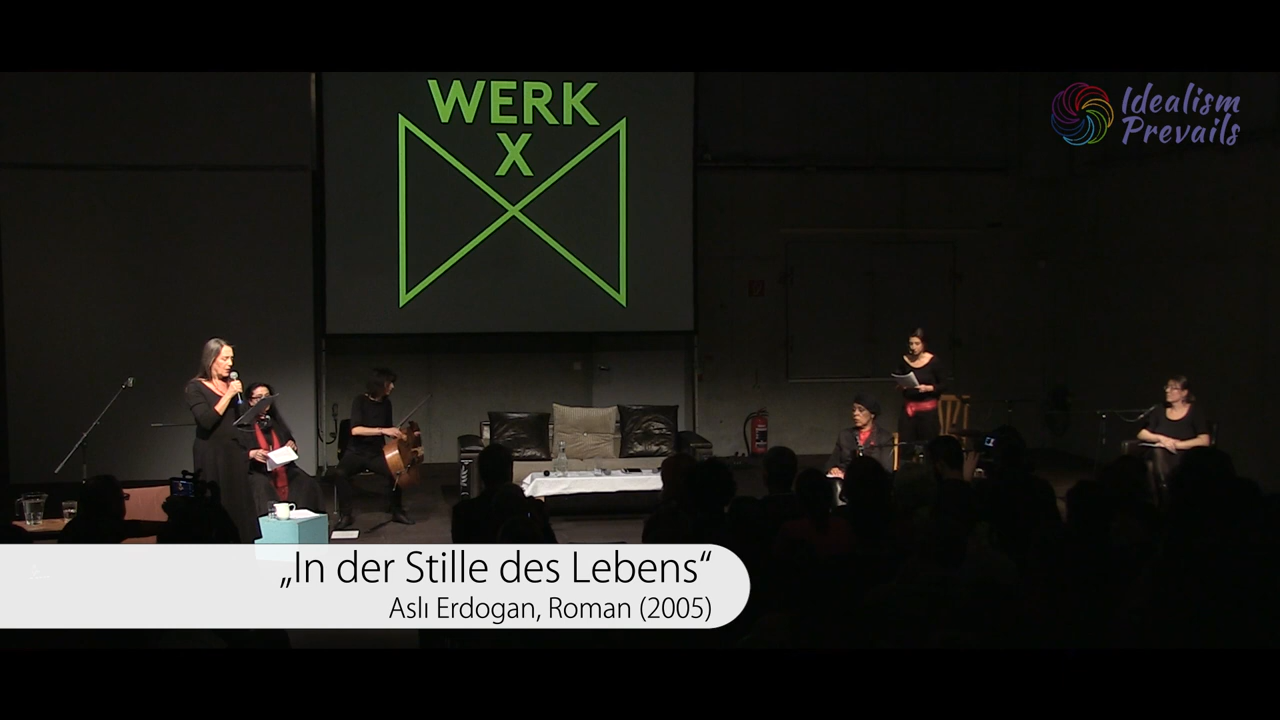 WERK
X
Idealism
Prevails
„In der Stille des Lebens“
Aslı Erdogan, Roman (2005)